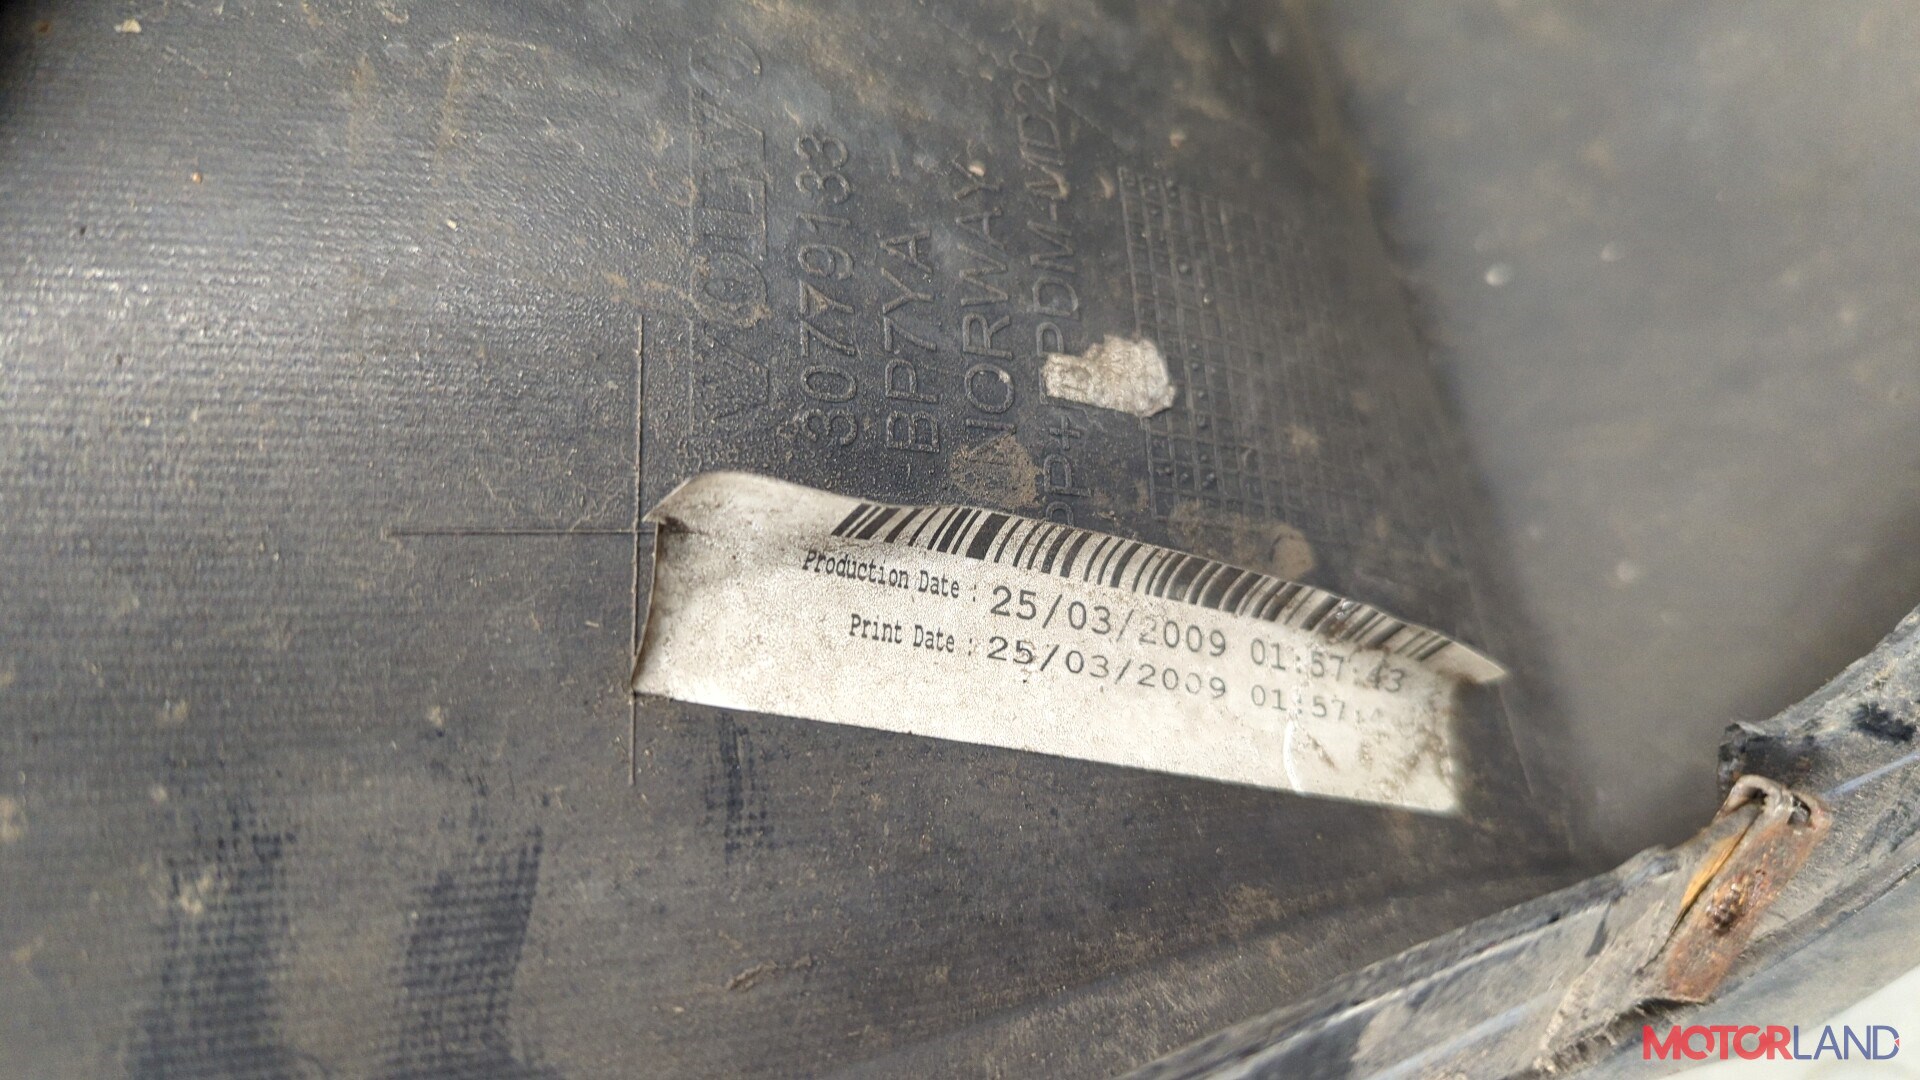 VOLVO
30779133
BP7YA
NORWAY
Production Date : 25/03/2009 01:57:43
Print Date : 25/03/2009 01:57:
MOTORLAND